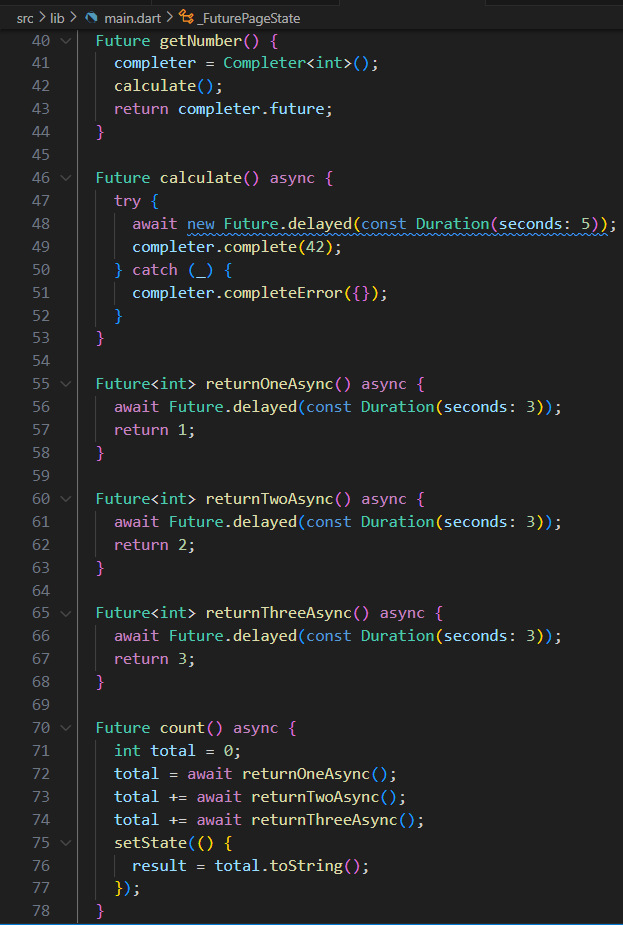 src > lib > main.dart > _FuturePageState
40 Future getNumber() {
41   completer = Completer<int>();
42   calculate();
43   return completer.future;
44 }
45
46 Future calculate() async {
47   try {
48     await new Future.delayed(const Duration(seconds: 5));
49     completer.complete(42);
50   } catch (_) {
51     completer.completeError({});
52   }
53 }
54
55 Future<int> returnOneAsync() async {
56   await Future.delayed(const Duration(seconds: 3));
57   return 1;
58 }
59
60 Future<int> returnTwoAsync() async {
61   await Future.delayed(const Duration(seconds: 3));
62   return 2;
63 }
64
65 Future<int> returnThreeAsync() async {
66   await Future.delayed(const Duration(seconds: 3));
67   return 3;
68 }
69
70 Future count() async {
71   int total = 0;
72   total = await returnOneAsync();
73   total += await returnTwoAsync();
74   total += await returnThreeAsync();
75   setState(() {
76     result = total.toString();
77   });
78 }